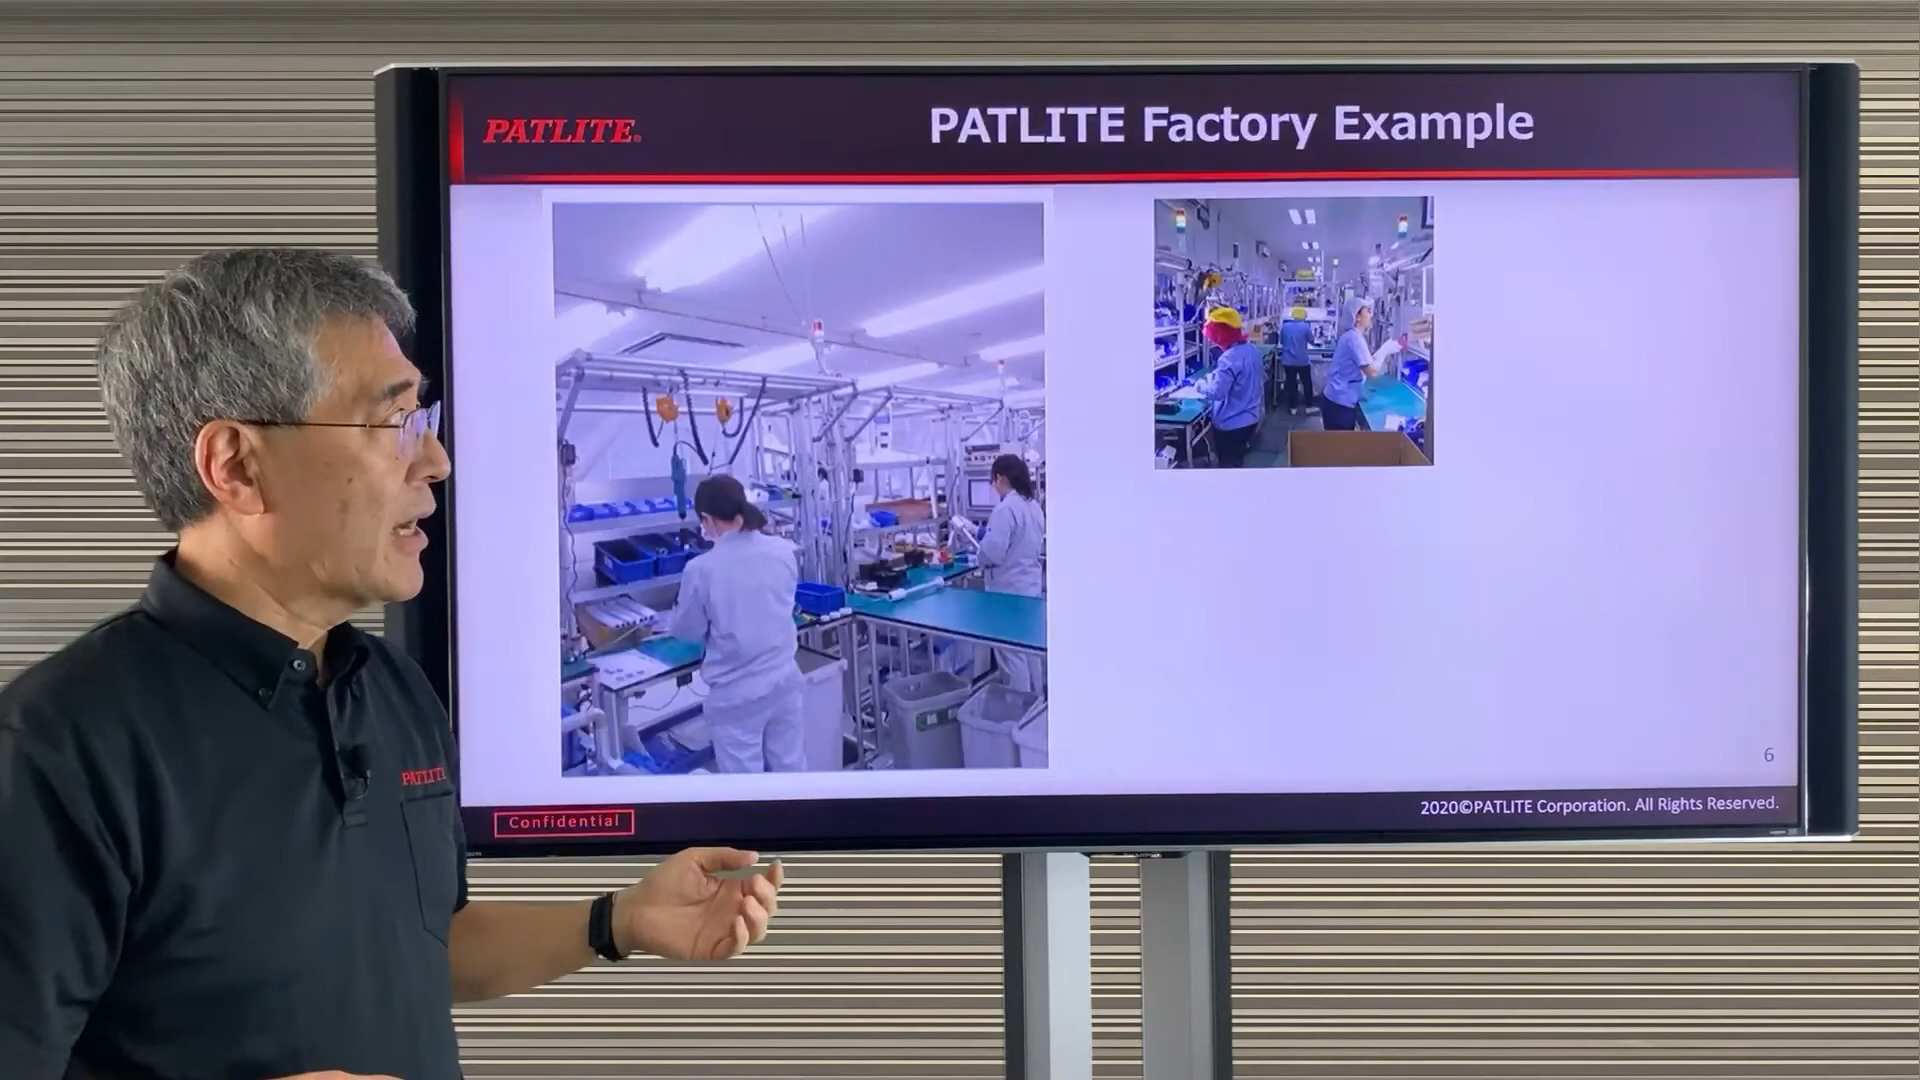 PATLITE®
PATLITE Factory Example
6
Confidential
2020©PATLITE Corporation. All Rights Reserved.
PATLITE